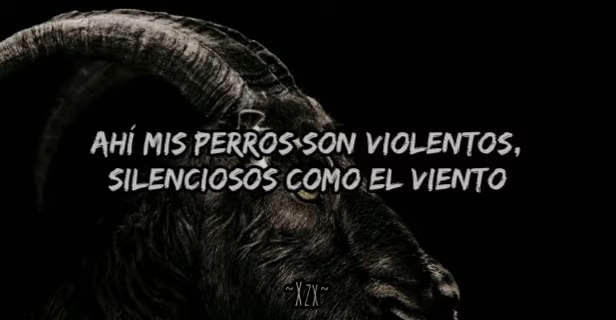 AHÍ MIS PERROS SON VIOLENTOS,
SILENCIOSOS COMO EL VIENTO
~XZX~